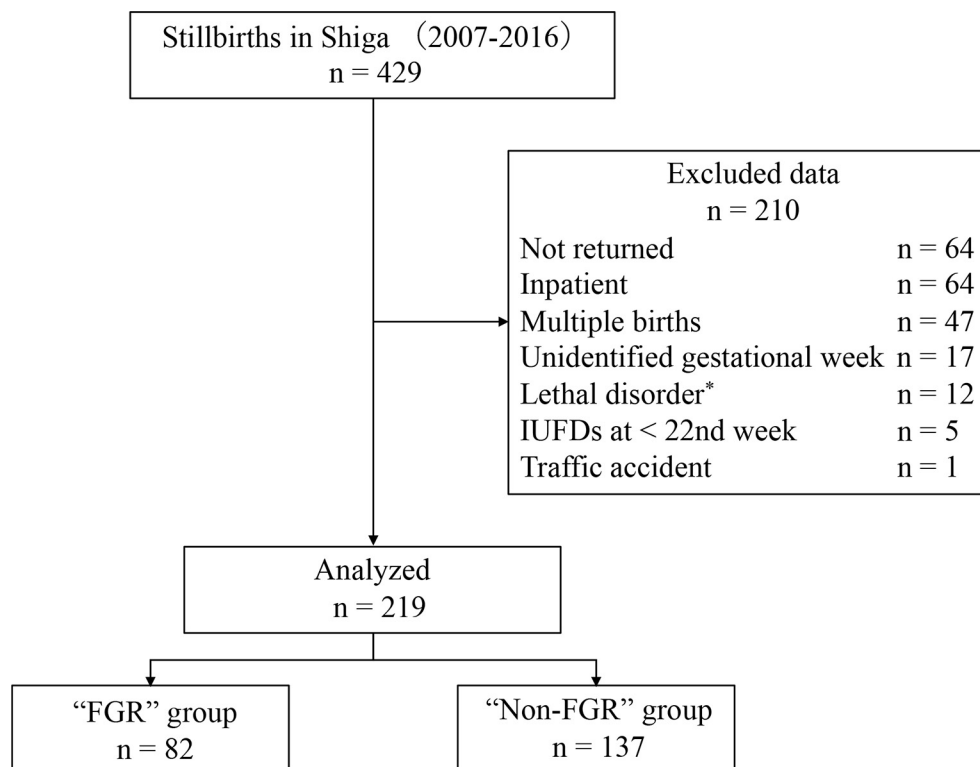 Stillbirths in Shiga （2007-2016）
n = 429
Excluded data
n = 210
Not returned n = 64
Inpatient n = 64
Multiple births n = 47
Unidentified gestational week n = 17
Lethal disorder* n = 12
IUFDs at < 22nd week n = 5
Traffic accident n = 1
Analyzed
n = 219
“FGR” group
n = 82
“Non-FGR” group
n = 137